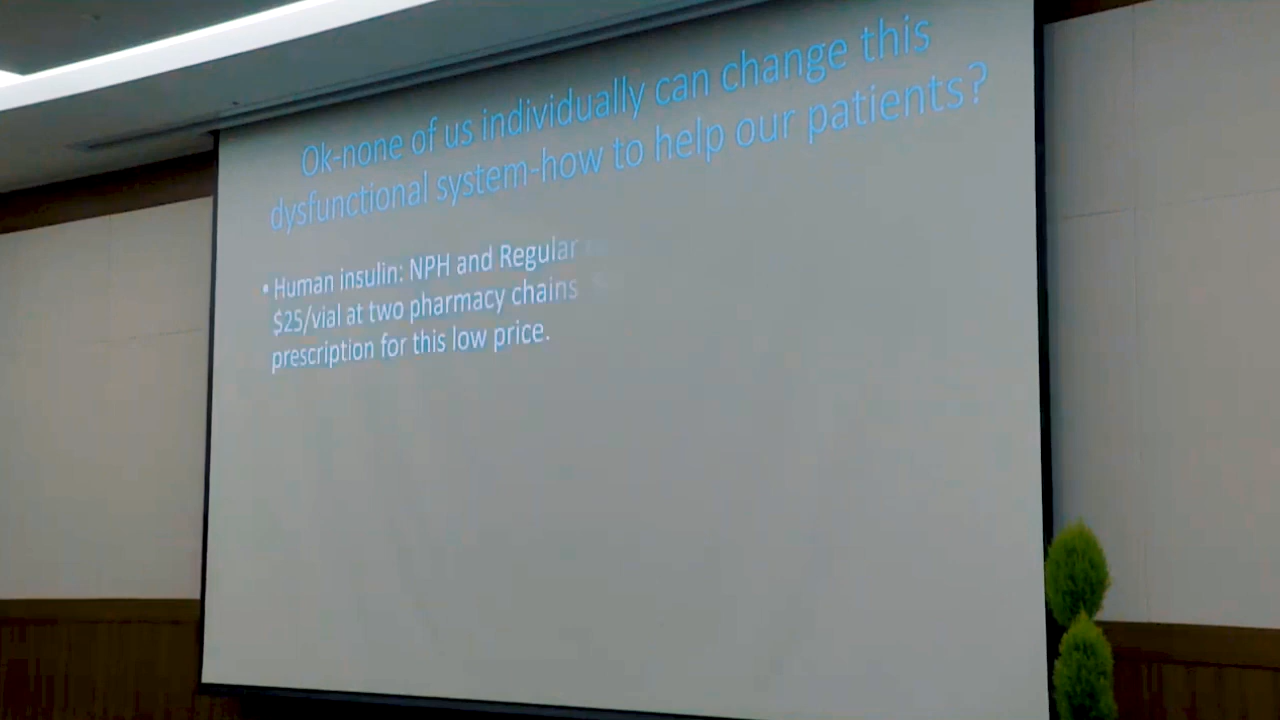 Ok-none of us individually can change this
dysfunctional system-how to help our patients?
• Human insulin: NPH and Regular
$25/vial at two pharmacy chains
prescription for this low price.